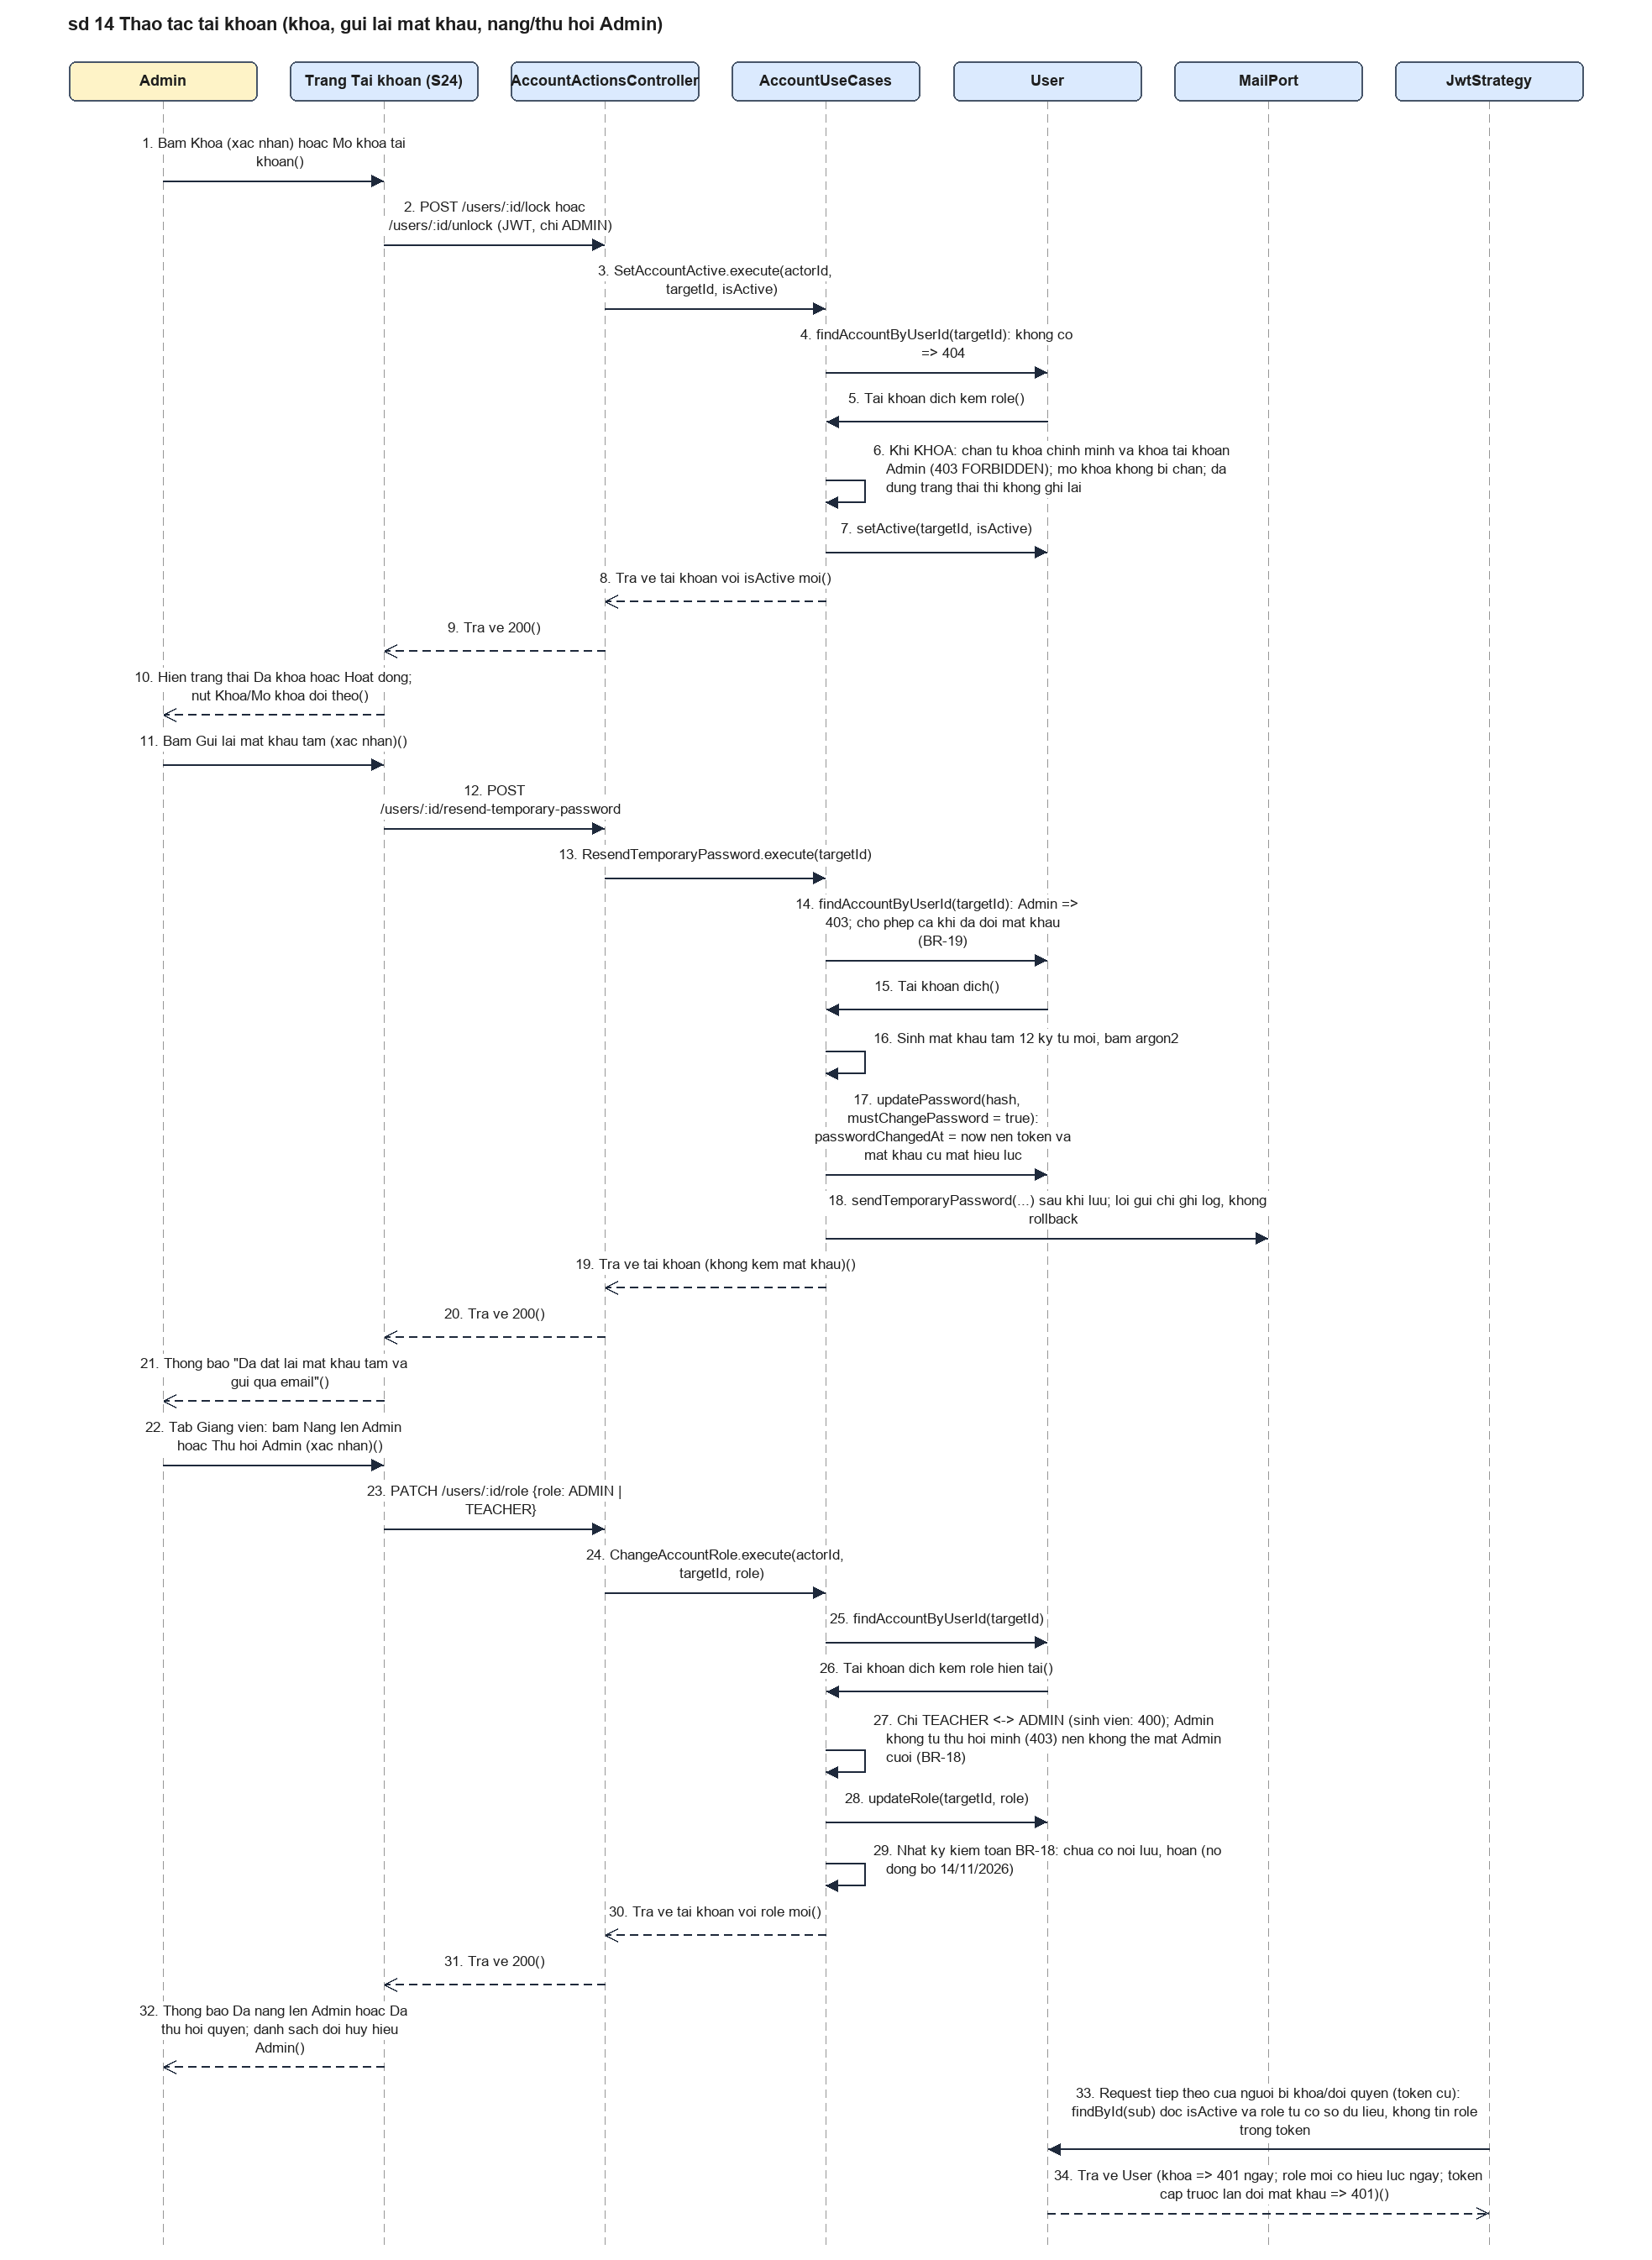 sd 14 Thao tac tai khoan (khoa, gui lai mat khau, nang/thu hoi Admin)
Admin
Trang Tai khoan (S24)
AccountActionsController
AccountUseCases
User
MailPort
JwtStrategy
1. Bam Khoa (xac nhan) hoac Mo khoa tai
khoan()
2. POST /users/:id/lock hoac
/users/:id/unlock (JWT, chi ADMIN)
3. SetAccountActive.execute(actorId,
targetId, isActive)
4. findAccountByUserId(targetId): khong co
=> 404
5. Tai khoan dich kem role()
6. Khi KHOA: chan tu khoa chinh minh va khoa tai khoan
Admin (403 FORBIDDEN); mo khoa khong bi chan; da
dung trang thai thi khong ghi lai
7. setActive(targetId, isActive)
8. Tra ve tai khoan voi isActive moi()
9. Tra ve 200()
10. Hien trang thai Da khoa hoac Hoat dong;
nut Khoa/Mo khoa doi theo()
11. Bam Gui lai mat khau tam (xac nhan)()
12. POST
/users/:id/resend-temporary-password
13. ResendTemporaryPassword.execute(targetId)
14. findAccountByUserId(targetId): Admin =>
403; cho phep ca khi da doi mat khau
(BR-19)
15. Tai khoan dich()
16. Sinh mat khau tam 12 ky tu moi, bam argon2
17. updatePassword(hash,
mustChangePassword = true):
passwordChangedAt = now nen token va
mat khau cu mat hieu luc
18. sendTemporaryPassword(...) sau khi luu; loi gui chi ghi log, khong
rollback
19. Tra ve tai khoan (khong kem mat khau)()
20. Tra ve 200()
21. Thong bao "Da dat lai mat khau tam va
gui qua email"()
22. Tab Giang vien: bam Nang len Admin
hoac Thu hoi Admin (xac nhan)()
23. PATCH /users/:id/role {role: ADMIN |
TEACHER}
24. ChangeAccountRole.execute(actorId,
targetId, role)
25. findAccountByUserId(targetId)
26. Tai khoan dich kem role hien tai()
27. Chi TEACHER <-> ADMIN (sinh vien: 400); Admin
khong tu thu hoi minh (403) nen khong the mat Admin
cuoi (BR-18)
28. updateRole(targetId, role)
29. Nhat ky kiem toan BR-18: chua co noi luu, hoan (no
dong bo 14/11/2026)
30. Tra ve tai khoan voi role moi()
31. Tra ve 200()
32. Thong bao Da nang len Admin hoac Da
thu hoi quyen; danh sach doi huy hieu
Admin()
33. Request tiep theo cua nguoi bi khoa/doi quyen (token cu):
findById(sub) doc isActive va role tu co so du lieu, khong tin role
trong token
34. Tra ve User (khoa => 401 ngay; role moi co hieu luc ngay; token
cap truoc lan doi mat khau => 401)()